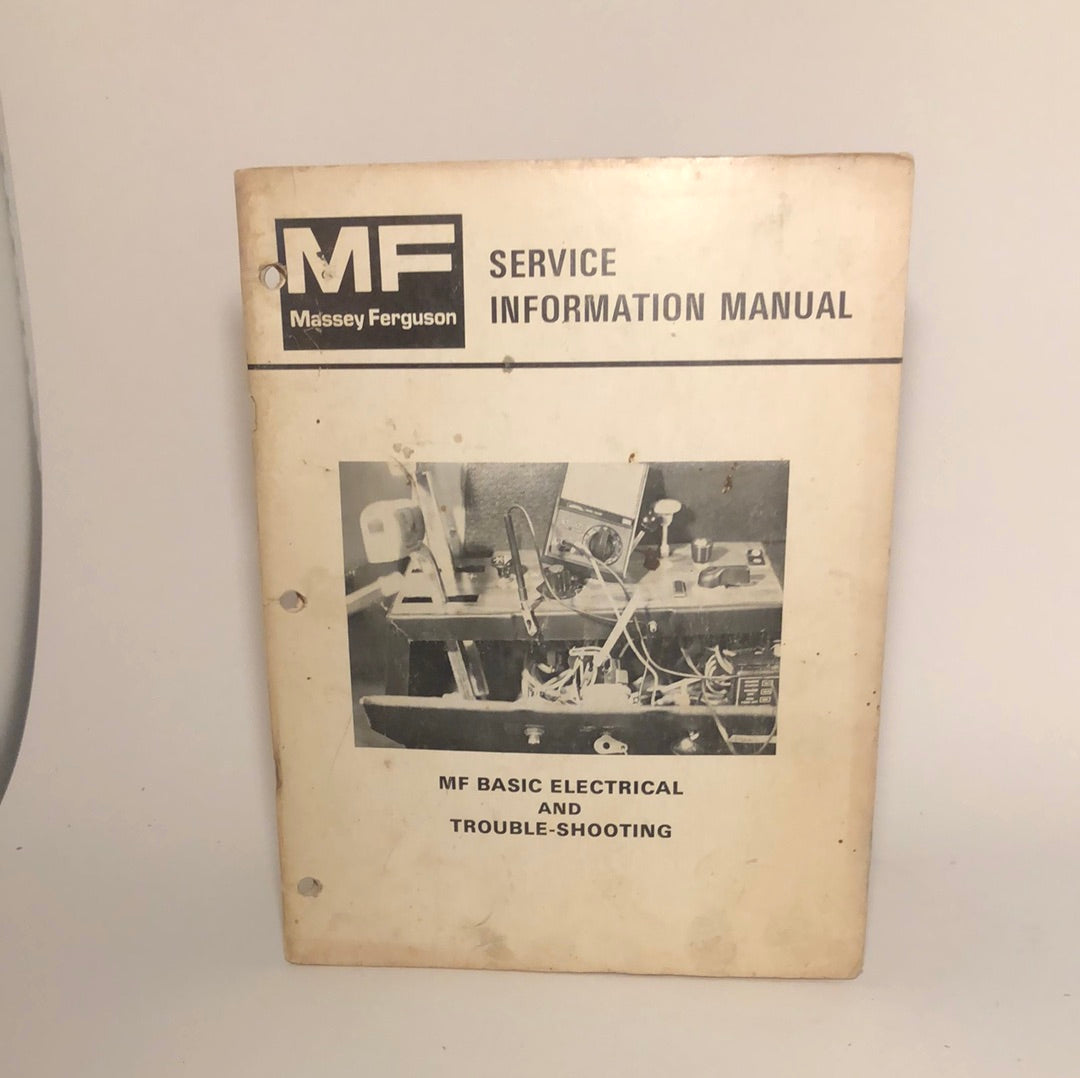 MF
Massey Ferguson
SERVICE
INFORMATION MANUAL
MF BASIC ELECTRICAL
AND
TROUBLE-SHOOTING